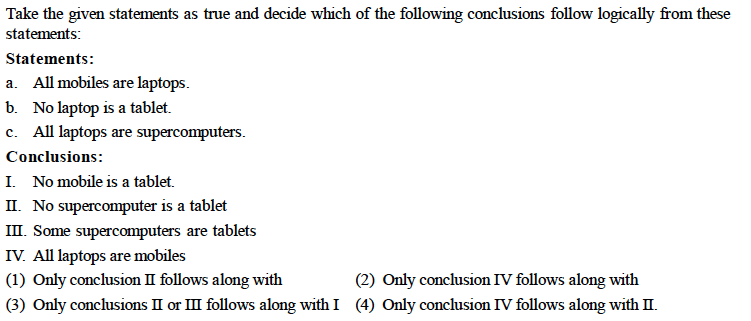 Take the given statements as true and decide which of the following conclusions follow logically from these
statements:
Statements:
a. All mobiles are laptops.
b. No laptop is a tablet.
c. All laptops are supercomputers.
Conclusions:
I. No mobile is a tablet.
II. No supercomputer is a tablet
III. Some supercomputers are tablets
IV. All laptops are mobiles
(1) Only conclusion II follows along with (2) Only conclusion IV follows along with
(3) Only conclusions II or III follows along with I (4) Only conclusion IV follows along with II.